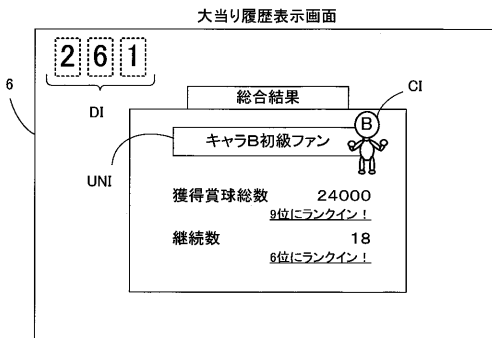 大当り履歴表示画面
2 6 1
6
DI
CI
総合結果
B
キャラB初級ファン
UNI
獲得賞球総数 24000
9位にランクイン！
継続数 18
6位にランクイン！